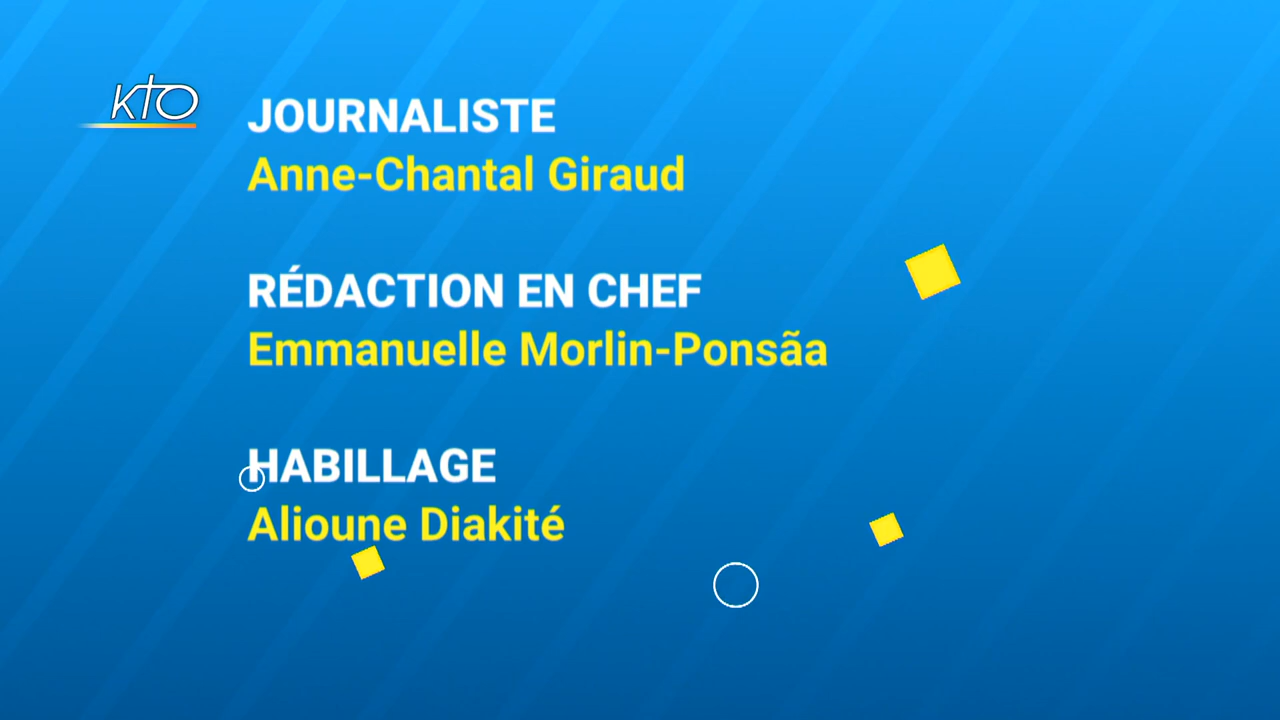 KTO
JOURNALISTE
Anne-Chantal Giraud
RÉDACTION EN CHEF
Emmanuelle Morlin-Ponsãa
HABILLAGE
Alioune Diakité